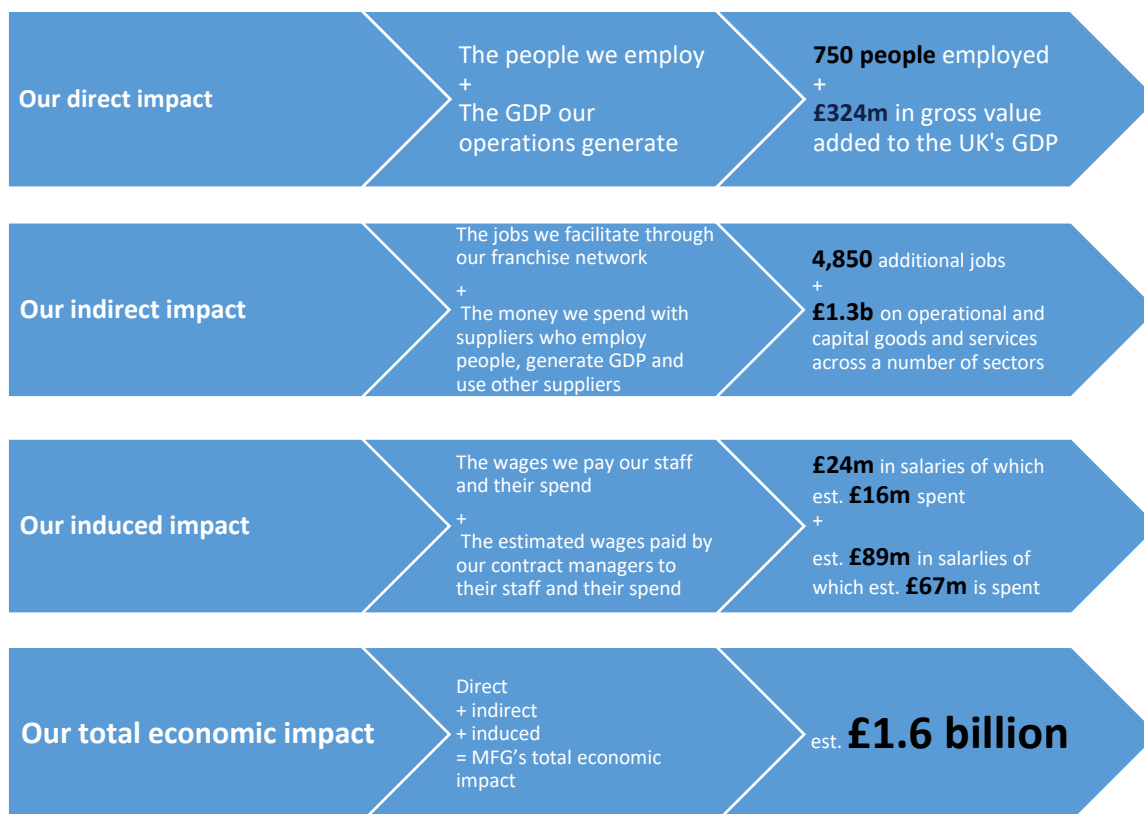 Our direct impact
The people we employ
+
The GDP our
operations generate
750 people employed
+
£324m in gross value
added to the UK's GDP
Our indirect impact
The jobs we facilitate through
our franchise network
+
The money we spend with
suppliers who employ
people, generate GDP and
use other suppliers
4,850 additional jobs
+
£1.3b on operational and
capital goods and services
across a number of sectors
Our induced impact
The wages we pay our staff
and their spend
+
The estimated wages paid by
our contract managers to
their staff and their spend
£24m in salaries of which
est. £16m spent
+
est. £89m in salarlies of
which est. £67m is spent
Our total economic impact
Direct
+ indirect
+ induced
= MFG's total economic
impact
est. £1.6 billion